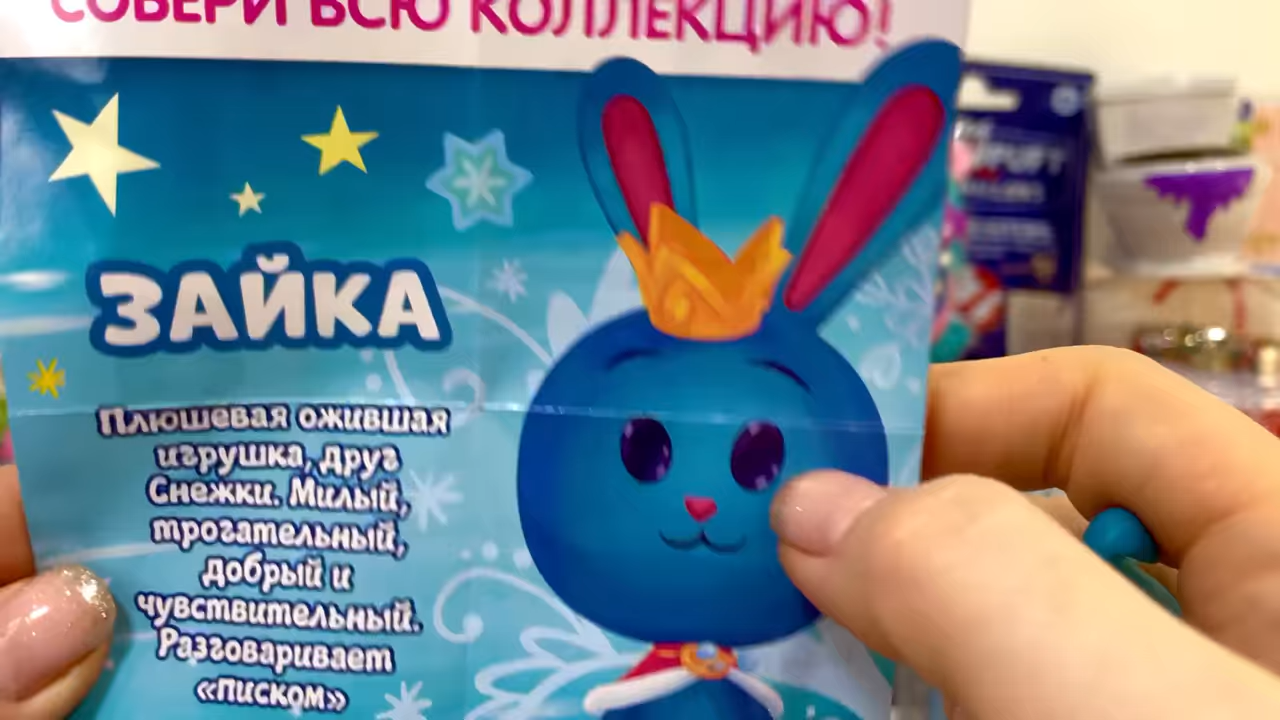 СОБЕРИ ВСЮ КОЛЛЕКЦИЮ!
ЗАЙКА
Плюшевая ожившая
игрушка, друг
Снежки. Милый,
трогательный,
добрый и
чувствительный.
Разговаривает
«писком»